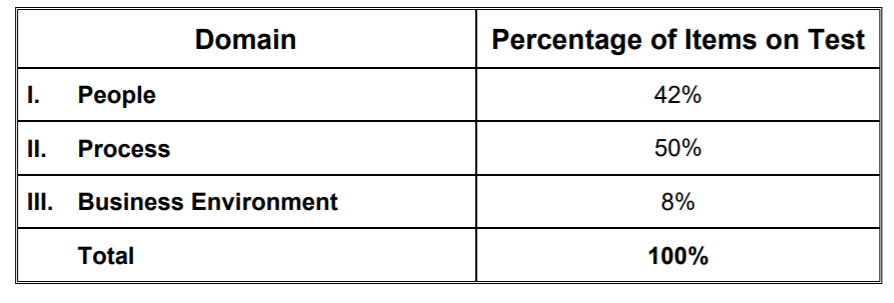 Domain Percentage of Items on Test
I. People 42%
II. Process 50%
III. Business Environment 8%
Total 100%